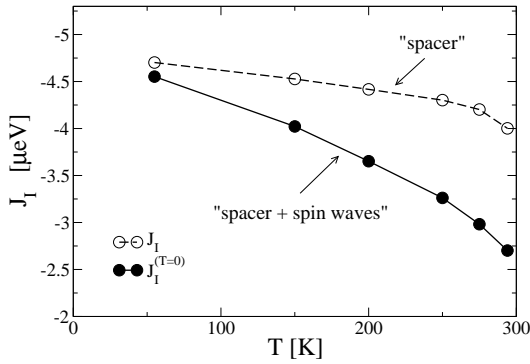 -5
-4.5
-4
-3.5
-3
-2.5
-2
J_I [μeV]
"spacer"
"spacer + spin waves"
J_I
J_I^(T=0)
0
100
200
300
T [K]